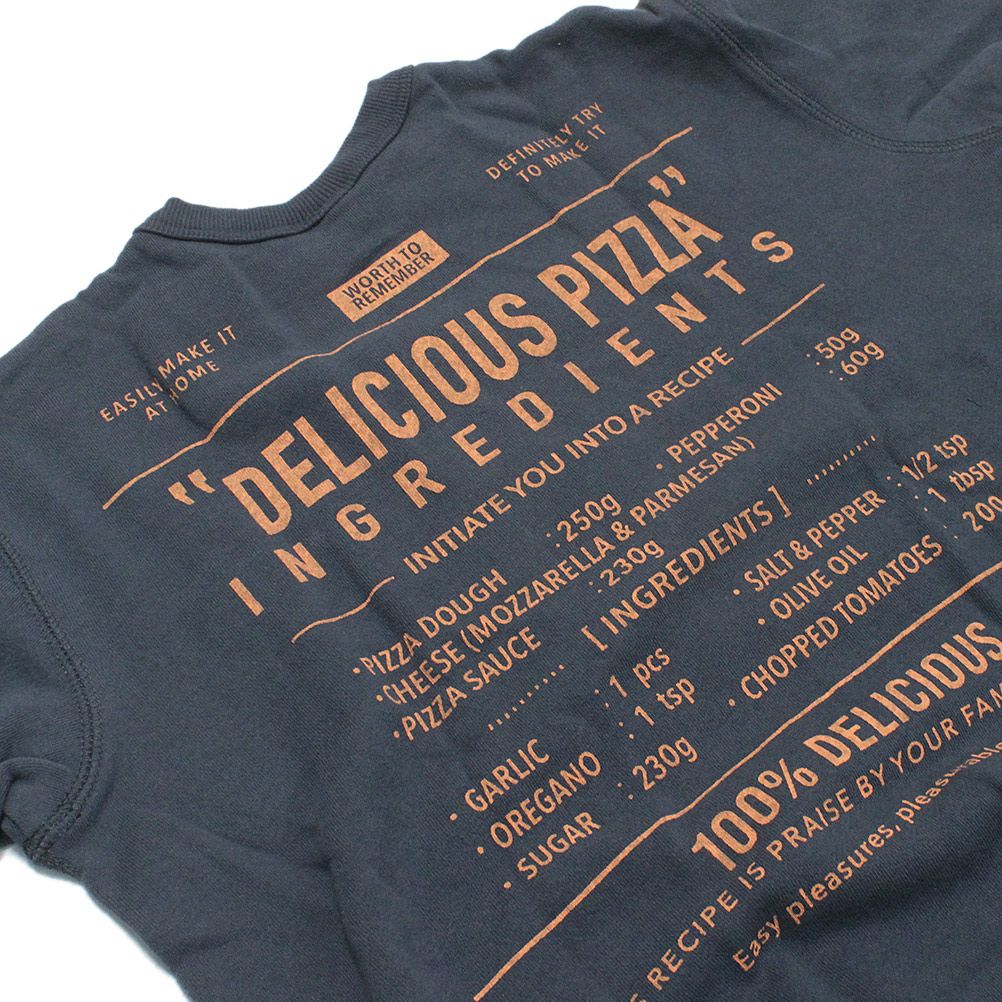 DEFINITELY TRY
TO MAKE IT
WORTH TO
REMEMBER
EASILY MAKE IT
AT HOME
"DELICIOUS PIZZA"
INGREDIENTS
INITIATE YOU INTO A RECIPE
• PIZZA DOUGH : 250g • PEPPERONI : 50g
• CHEESE (MOZZARELLA & PARMESAN) : 60g
• PIZZA SAUCE : 230g
[ INGREDIENTS ]
• GARLIC : 1 pcs • SALT & PEPPER : 1/2 tsp
• OREGANO : 1 tsp • OLIVE OIL : 1 tbsp
• SUGAR : 230g • CHOPPED TOMATOES : 200
100% DELICIOUS
RECIPE IS PRAISE BY YOUR
Easy pleasures,